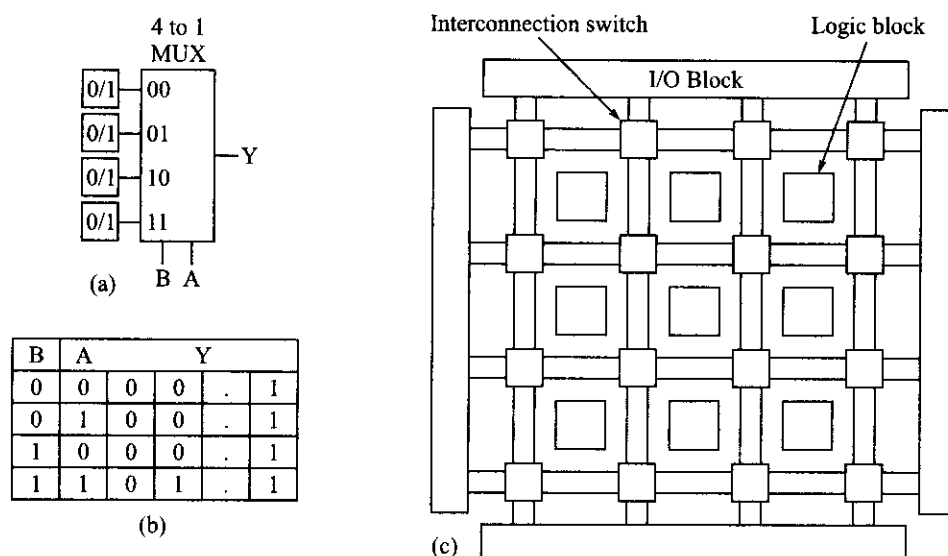 4 to 1
MUX
0/1 00
0/1 01
0/1 10
0/1 11
Y
B A
(a)
B A Y
0 0 0 0 . 1
0 1 0 0 . 1
1 0 0 0 . 1
1 1 0 1 . 1
(b)
Interconnection switch
Logic block
I/O Block
(c)